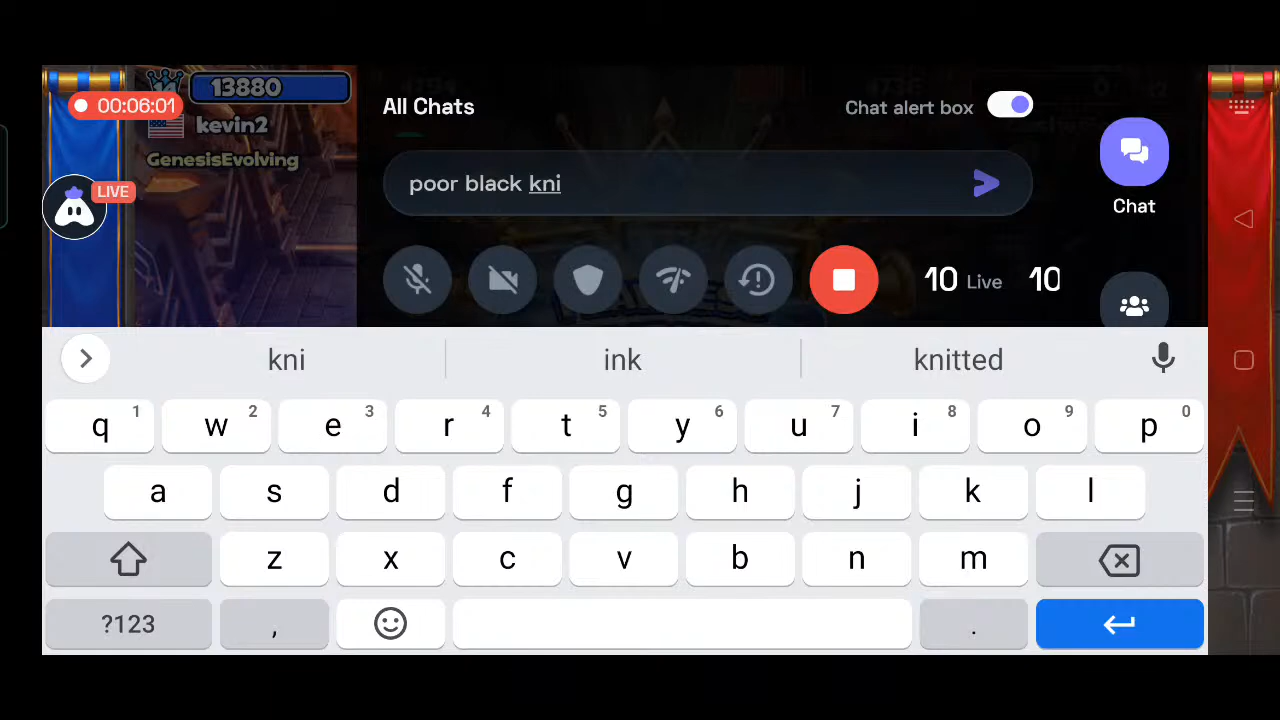 13880
00:06:01
kevin2
GenesisEvolving
LIVE
All Chats
Chat alert box
poor black kni
Chat
10 Live 10
kni ink knitted
q 1 w 2 e 3 r 4 t 5 y 6 u 7 i 8 o 9 p 0
a s d f g h j k l
z x c v b n m
?123 , .